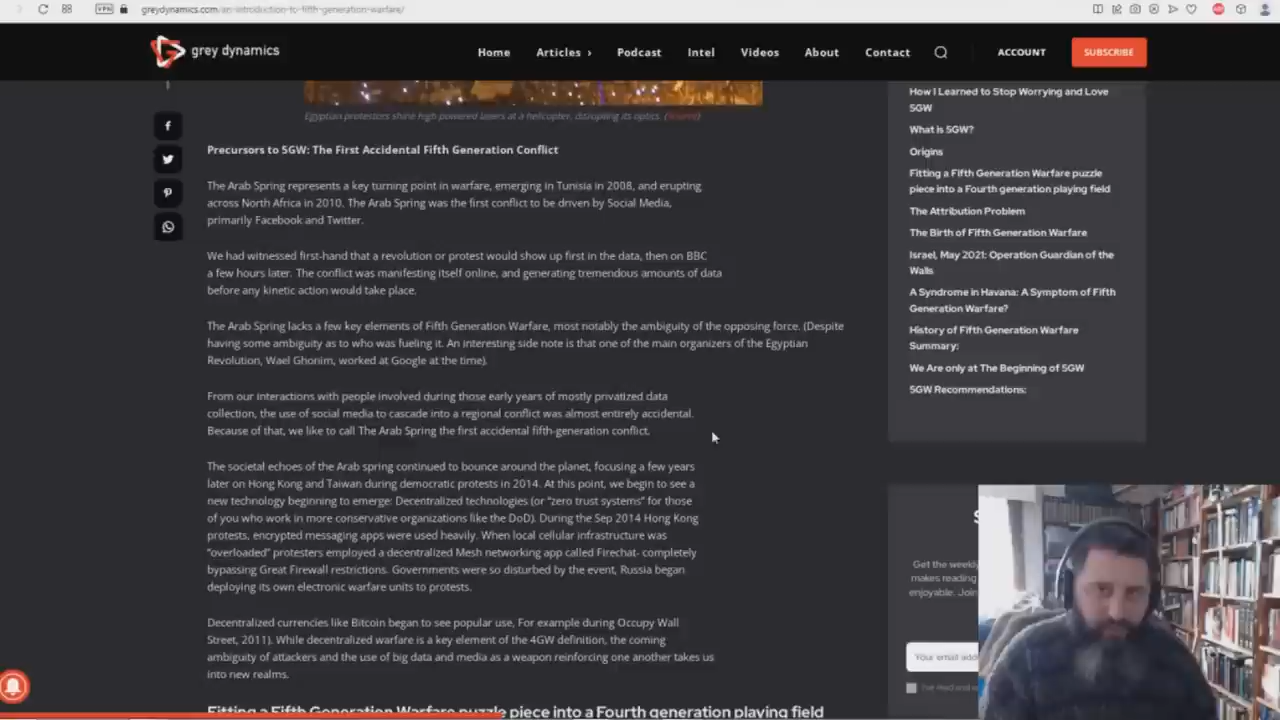 VPN
greydynamics.com/an-introduction-to-fifth-generation-warfare/
grey dynamics
Home
Articles ›
Podcast
Intel
Videos
About
Contact
ACCOUNT
SUBSCRIBE
Egyptian protestors shine high powered lasers at a helicopter, disrupting its optics. (
Precursors to 5GW: The First Accidental Fifth Generation Conflict
The Arab Spring represents a key turning point in warfare, emerging in Tunisia in 2008, and erupting
across North Africa in 2010. The Arab Spring was the first conflict to be driven by Social Media,
primarily Facebook and Twitter.
We had witnessed first-hand that a revolution or protest would show up first in the data, then on BBC
a few hours later. The conflict was manifesting itself online, and generating tremendous amounts of data
before any kinetic action would take place.
The Arab Spring lacks a few key elements of Fifth Generation Warfare, most notably the ambiguity of the opposing force. (Despite
having some ambiguity as to who was fueling it. An interesting side note is that one of the main organizers of the Egyptian
Revolution, Wael Ghonim, worked at Google at the time).
From our interactions with people involved during those early years of mostly privatized data
collection, the use of social media to cascade into a regional conflict was almost entirely accidental.
Because of that, we like to call The Arab Spring the first accidental fifth-generation conflict.
The societal echoes of the Arab spring continued to bounce around the planet, focusing a few years
later on Hong Kong and Taiwan during democratic protests in 2014. At this point, we begin to see a
new technology beginning to emerge: Decentralized technologies (or “zero trust systems” for those
of you who work in more conservative organizations like the DoD). During the Sep 2014 Hong Kong
protests, encrypted messaging apps were used heavily. When local cellular infrastructure was
“overloaded” protesters employed a decentralized Mesh networking app called Firechat- completely
bypassing Great Firewall restrictions. Governments were so disturbed by the event, Russia began
deploying its own electronic warfare units to protests.
Decentralized currencies like Bitcoin began to see popular use, For example during Occupy Wall
Street, 2011). While decentralized warfare is a key element of the 4GW definition, the coming
ambiguity of attackers and the use of big data and media as a weapon reinforcing one another takes us
into new realms.
Fitting a Fifth Generation Warfare puzzle piece into a Fourth generation playing field
How I Learned to Stop Worrying and Love
5GW
What is 5GW?
Origins
Fitting a Fifth Generation Warfare puzzle
piece into a Fourth generation playing field
The Attribution Problem
The Birth of Fifth Generation Warfare
Israel, May 2021: Operation Guardian of the
Walls
A Syndrome in Havana: A Symptom of Fifth
Generation Warfare?
History of Fifth Generation Warfare
Summary:
We Are only at The Beginning of 5GW
5GW Recommendations:
S
Get the weekly
makes reading
enjoyable. Join
Your email add
I've read and